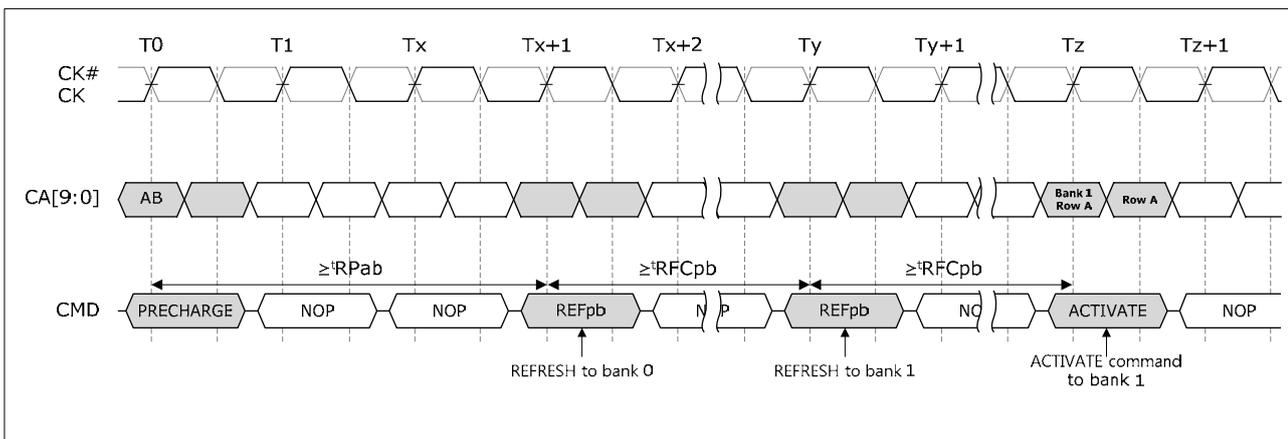 T0 T1 Tx Tx+1 Tx+2 Ty Ty+1 Tz Tz+1
CK#
CK
CA[9:0] AB Bank 1 Row A Row A
≥tRPab ≥tRFCpb ≥tRFCpb
CMD PRECHARGE NOP NOP REFpb NOP REFpb NO ACTIVATE NOP
REFRESH to bank 0 REFRESH to bank 1 ACTIVATE command
to bank 1